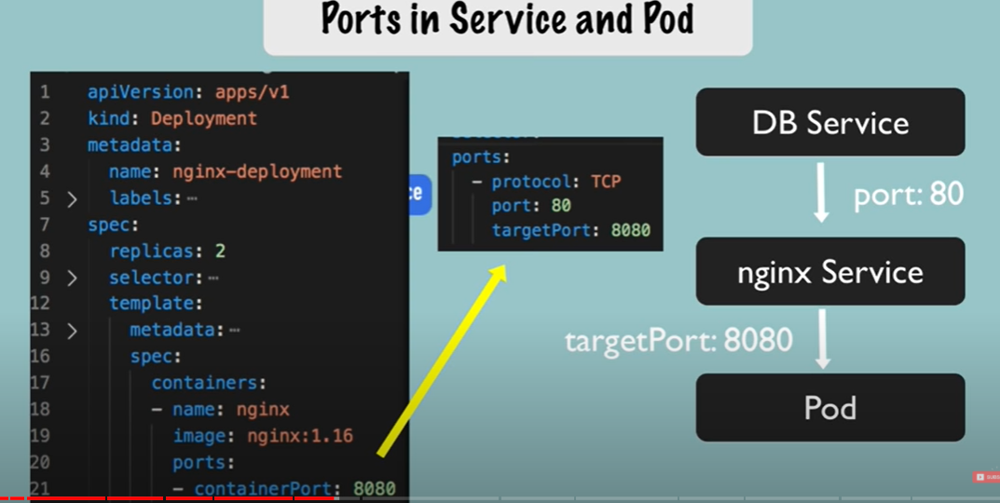 Ports in Service and Pod
1 apiVersion: apps/v1
2 kind: Deployment
3 metadata:
4 name: nginx-deployment
5 > labels:⋯
7 spec:
8 replicas: 2
9 > selector:⋯
12 template:
13 > metadata:⋯
16 spec:
17 containers:
18 - name: nginx
19 image: nginx:1.16
20 ports:
21 - containerPort: 8080
ports:
- protocol: TCP
port: 80
targetPort: 8080
DB Service
port: 80
nginx Service
targetPort: 8080
Pod